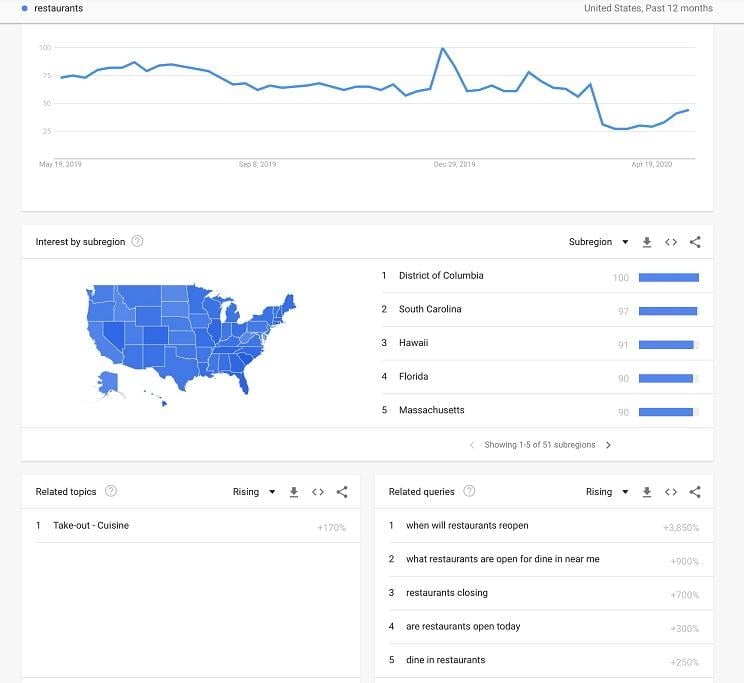 restaurants United States, Past 12 months
100
75
50
25
May 19, 2019 Sep 8, 2019 Dec 29, 2019 Apr 19, 2020
Interest by subregion Subregion
1 District of Columbia 100
2 South Carolina 97
3 Hawaii 91
4 Florida 90
5 Massachusetts 90
Showing 1-5 of 51 subregions
Related topics Rising
1 Take-out - Cuisine +170%
Related queries Rising
1 when will restaurants reopen +3,850%
2 what restaurants are open for dine in near me +900%
3 restaurants closing +700%
4 are restaurants open today +300%
5 dine in restaurants +250%